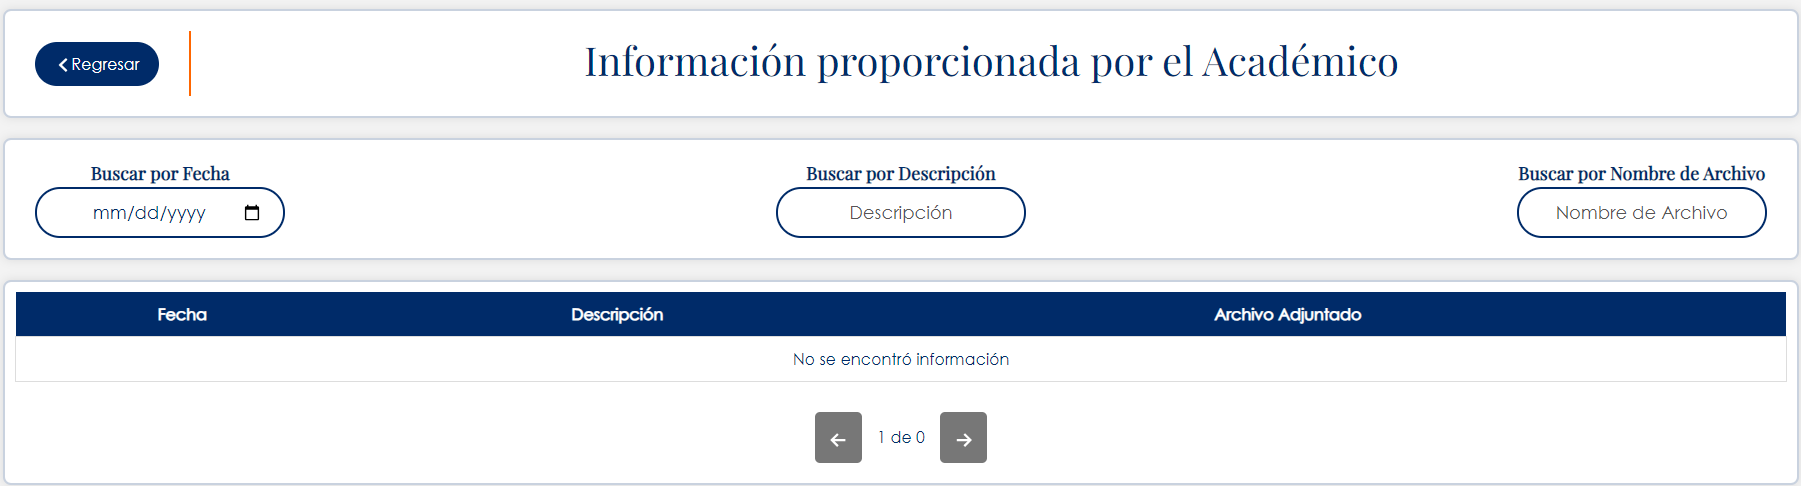 Regresar
Información proporcionada por el Académico
Buscar por Fecha
mm/dd/yyyy
Buscar por Descripción
Descripción
Buscar por Nombre de Archivo
Nombre de Archivo
Fecha Descripción Archivo Adjuntado
No se encontró información
1 de 0